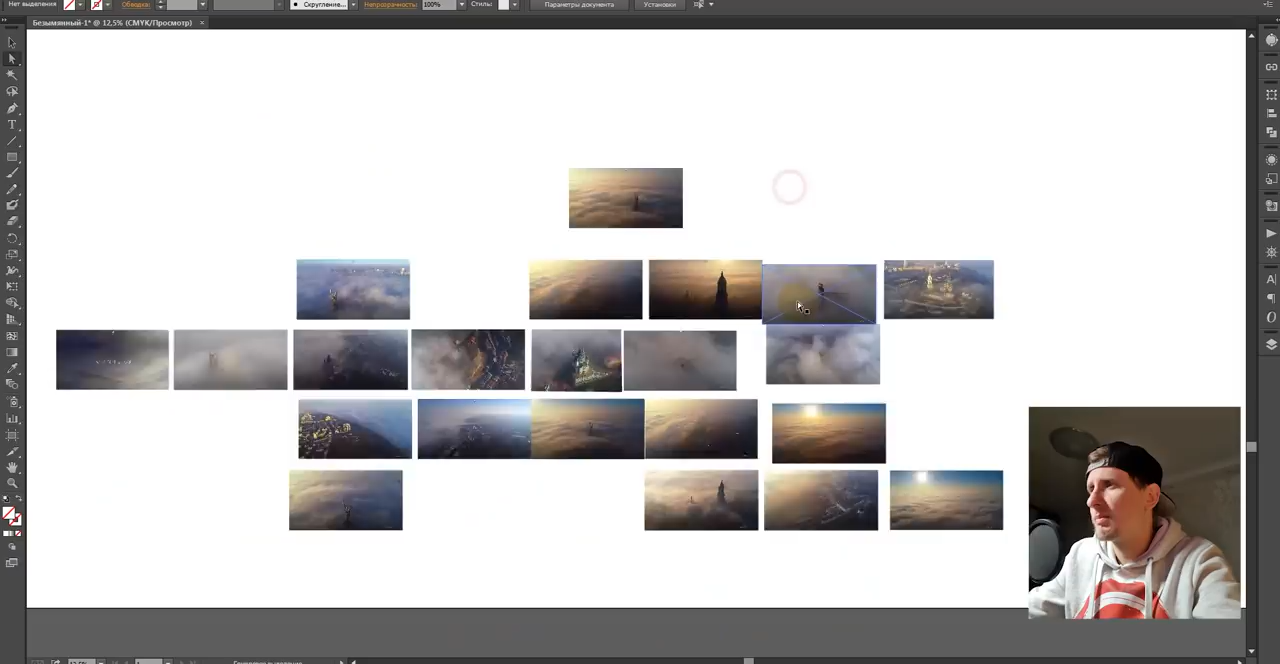 Нет выделения
Обводка:
Скругление...
Непрозрачность:
100%
Стиль:
Параметры документа
Установки
Безымянный-1* @ 12,5% (CMYK/Просмотр)